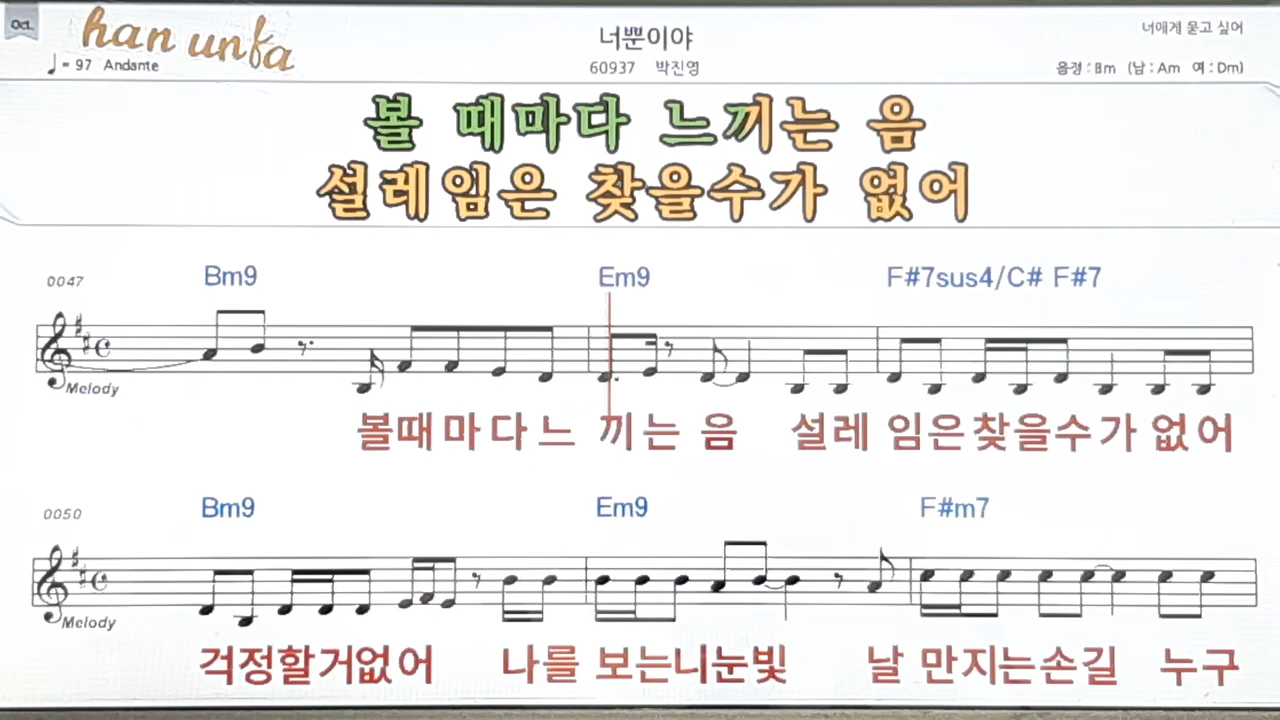 Oct.
han unfa
너뿐이야
너에게 묻고 싶어
♩= 97 Andante
60937 박진영
음정 : Bm (남 : Am 여 : Dm)
볼 때마다 느끼는 음
설레임은 찾을수가 없어
0047 Bm9 Em9 F#7sus4/C# F#7
Melody
볼때마다느 끼는 음 설레 임은찾을수가 없어
0050 Bm9 Em9 F#m7
Melody
걱정할거없어 나를 보는니눈빛 날 만지는손길 누구